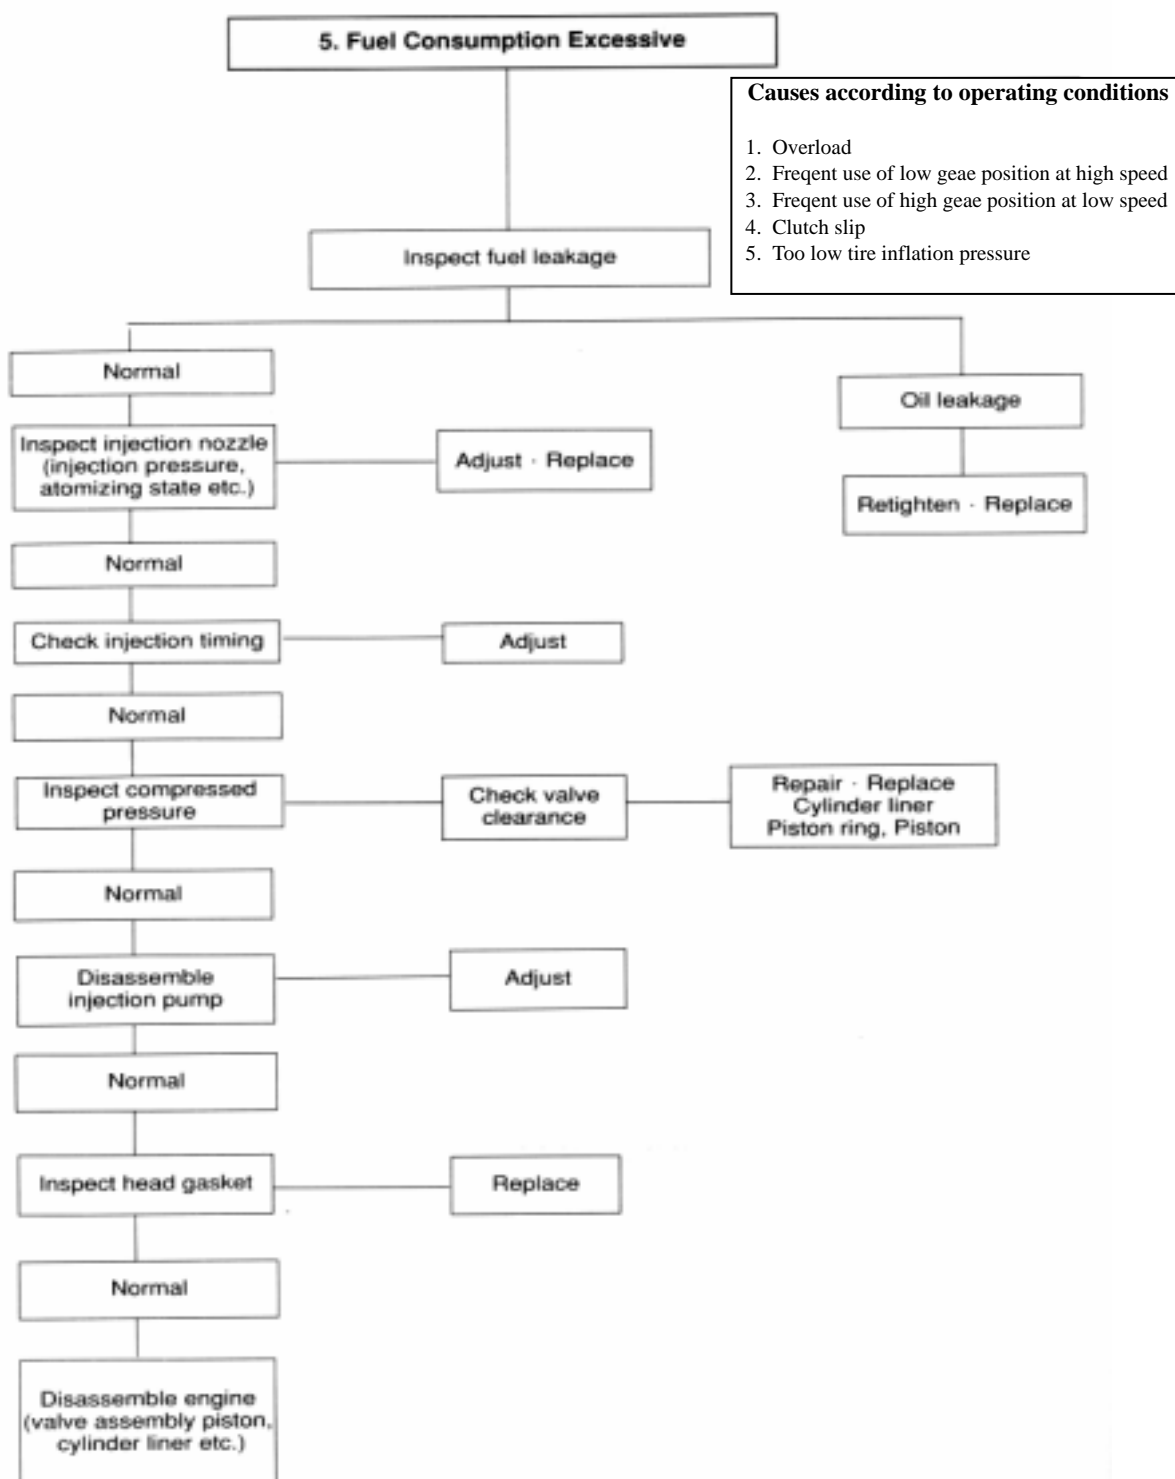 5. Fuel Consumption Excessive
Causes according to operating conditions
1. Overload
2. Freqent use of low geae position at high speed
3. Freqent use of high geae position at low speed
4. Clutch slip
5. Too low tire inflation pressure
Inspect fuel leakage
Normal
Oil leakage
Inspect injection nozzle
(injection pressure,
atomizing state etc.)
Adjust · Replace
Retighten · Replace
Normal
Check injection timing
Adjust
Normal
Inspect compressed
pressure
Check valve
clearance
Repair · Replace
Cylinder liner
Piston ring, Piston
Normal
Disassemble
injection pump
Adjust
Normal
Inspect head gasket
Replace
Normal
Disassemble engine
(valve assembly piston,
cylinder liner etc.)